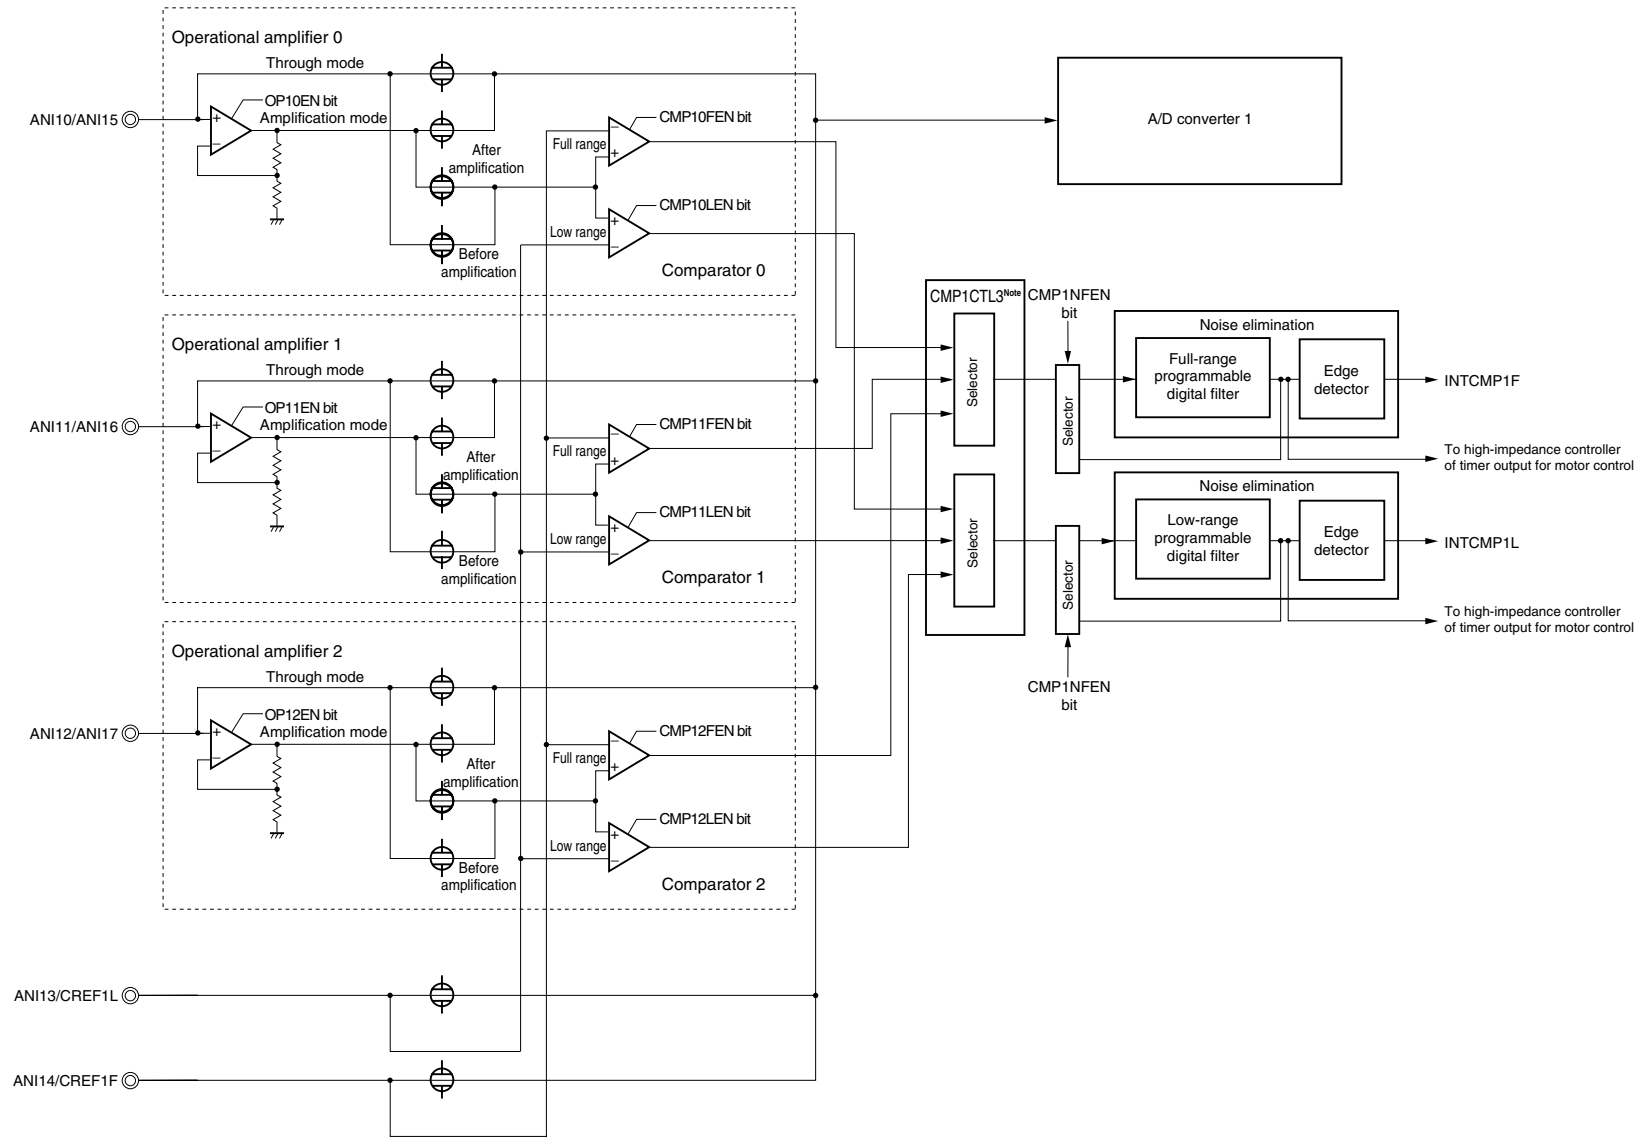 Operational amplifier 0
Through mode
OP10EN bit
Amplification mode
ANI10/ANI15
+
−
After
amplification
Before
amplification
CMP10FEN bit
−
Full range
+
CMP10LEN bit
+
Low range
−
Comparator 0
A/D converter 1
Operational amplifier 1
Through mode
OP11EN bit
Amplification mode
ANI11/ANI16
+
−
After
amplification
Before
amplification
CMP11FEN bit
−
Full range
+
CMP11LEN bit
+
Low range
−
Comparator 1
Operational amplifier 2
Through mode
OP12EN bit
Amplification mode
ANI12/ANI17
+
−
After
amplification
Before
amplification
CMP12FEN bit
−
Full range
+
CMP12LEN bit
+
Low range
−
Comparator 2
ANI13/CREF1L
ANI14/CREF1F
CMP1CTL3Note
Selector
Selector
CMP1NFEN
bit
Selector
Noise elimination
Full-range
programmable
digital filter
Edge
detector
INTCMP1F
To high-impedance controller
of timer output for motor control
Selector
Noise elimination
Low-range
programmable
digital filter
Edge
detector
INTCMP1L
To high-impedance controller
of timer output for motor control
CMP1NFEN
bit